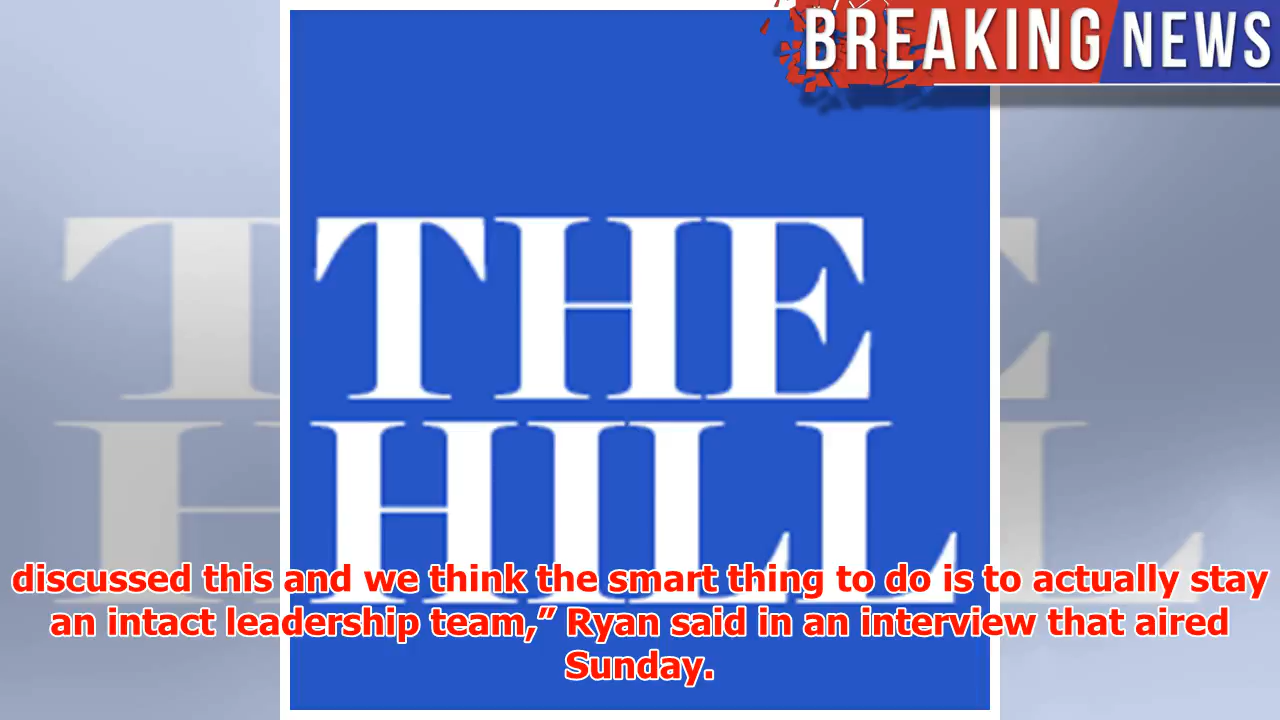 BREAKING NEWS
THE
HILL
discussed this and we think the smart thing to do is to actually stay
an intact leadership team,” Ryan said in an interview that aired
Sunday.